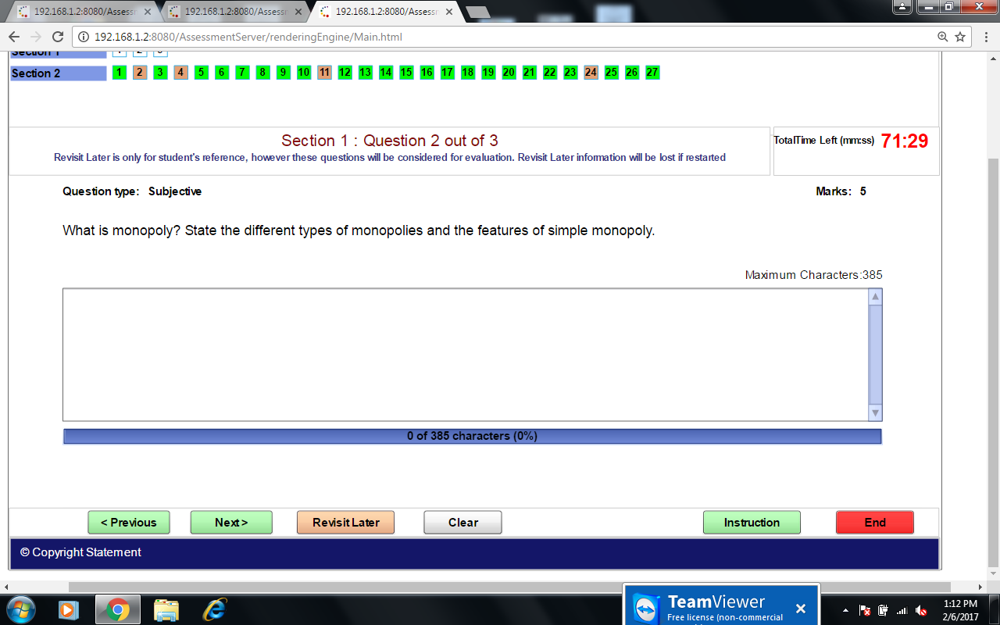 192.168.1.2:8080/Assessm 192.168.1.2:8080/Assessm 192.168.1.2:8080/Assessm
192.168.1.2:8080/AssessmentServer/renderingEngine/Main.html
Section 1 1 2 3
Section 2 1 2 3 4 5 6 7 8 9 10 11 12 13 14 15 16 17 18 19 20 21 22 23 24 25 26 27
Section 1 : Question 2 out of 3
TotalTime Left (mm:ss) 71:29
Revisit Later is only for student's reference, however these questions will be considered for evaluation. Revisit Later information will be lost if restarted
Question type: Subjective Marks: 5
What is monopoly? State the different types of monopolies and the features of simple monopoly.
Maximum Characters:385
0 of 385 characters (0%)
< Previous Next > Revisit Later Clear Instruction End
© Copyright Statement
TeamViewer
Free license (non-commercial
1:12 PM
2/6/2017